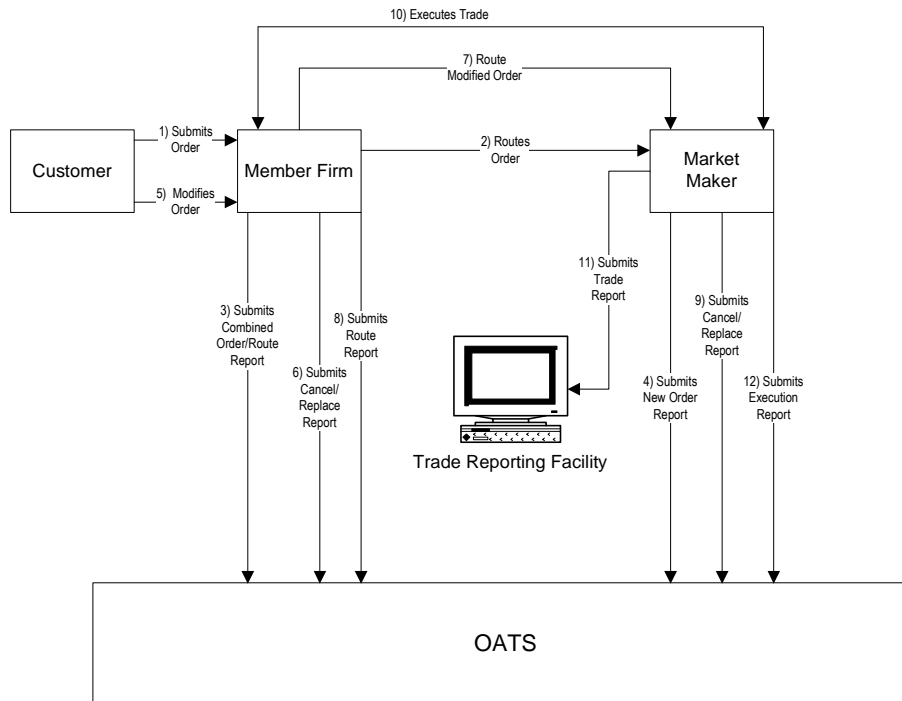 10) Executes Trade
7) Route
Modified Order
1) Submits
Order
2) Routes
Order
Customer
Member Firm
Market
Maker
5) Modifies
Order
11) Submits
Trade
Report
3) Submits
Combined
Order/Route
Report
8) Submits
Route
Report
9) Submits
Cancel/
Replace
Report
6) Submits
Cancel/
Replace
Report
4) Submits
New Order
Report
12) Submits
Execution
Report
Trade Reporting Facility
OATS